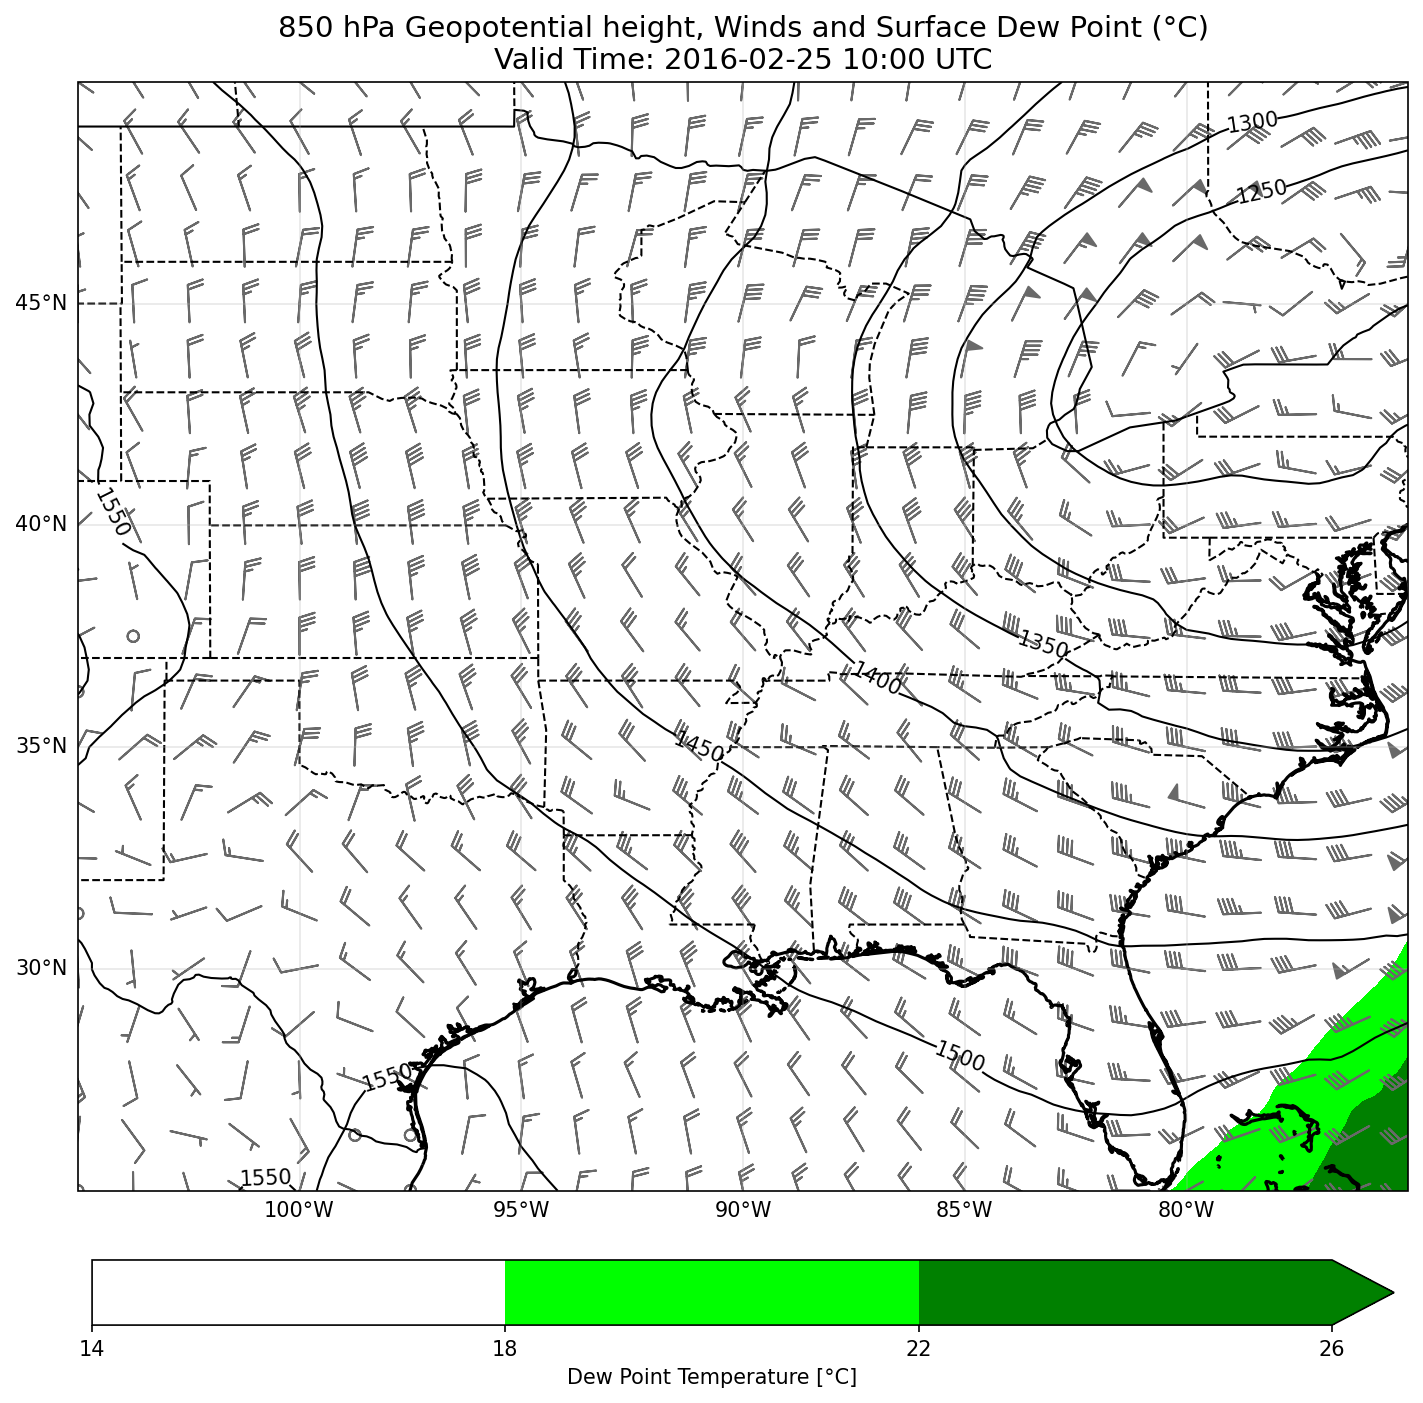 850 hPa Geopotential height, Winds and Surface Dew Point (°C)
Valid Time: 2016-02-25 10:00 UTC
1300
1250
45°N
1550
40°N
1350
1400
35°N
1450
30°N
1500
1550
1550
100°W 95°W 90°W 85°W 80°W
14 18 22 26
Dew Point Temperature [°C]